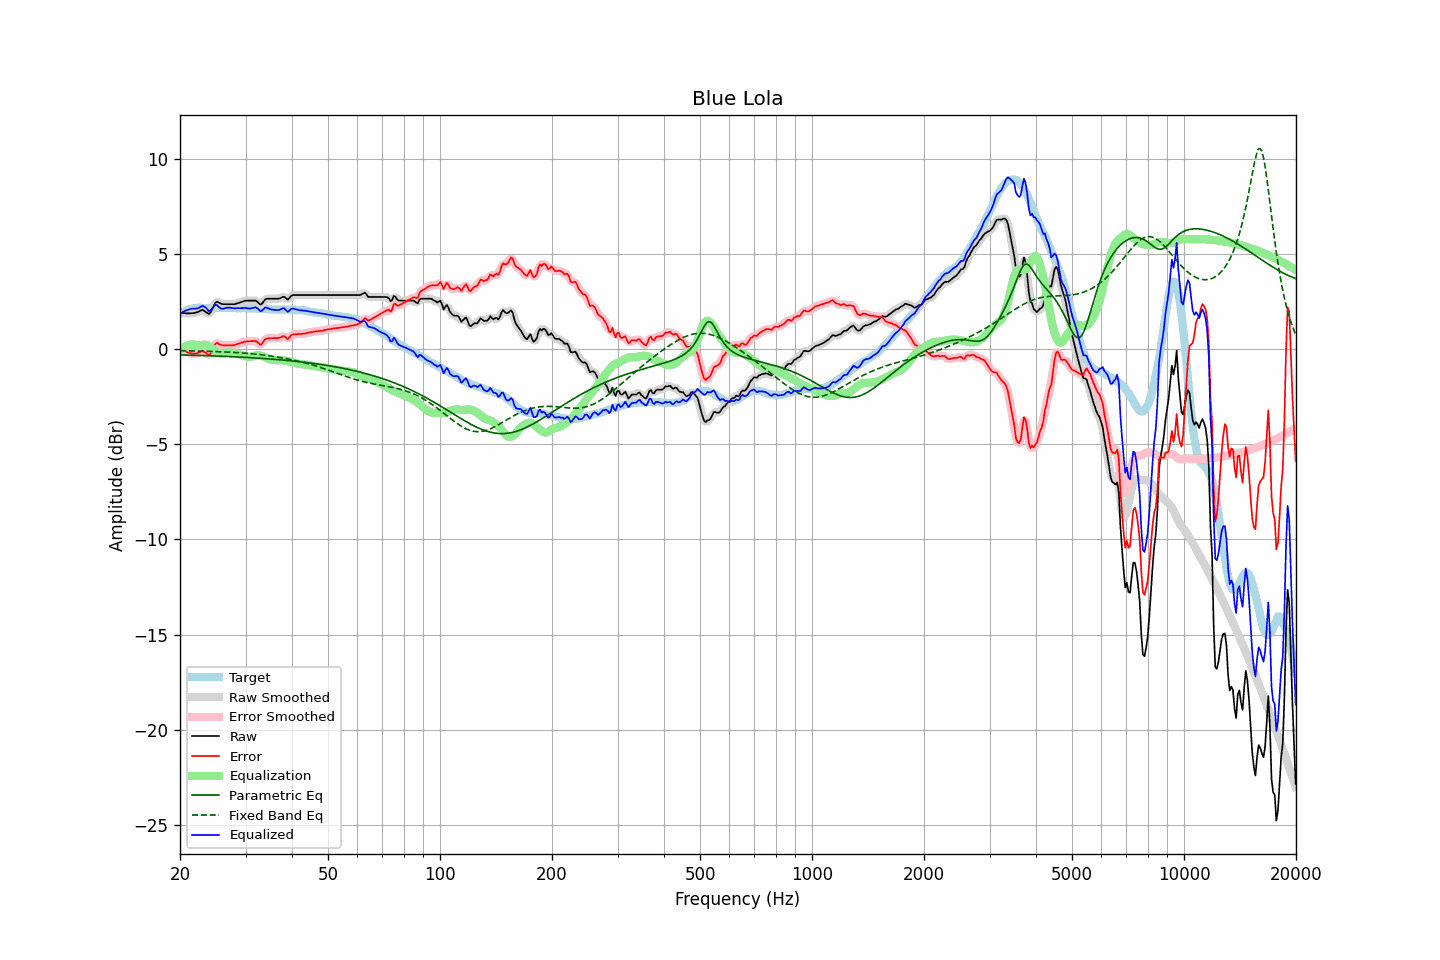 Blue Lola
Amplitude (dBr)
10
5
0
−5
−10
−15
−20
−25
Target
Raw Smoothed
Error Smoothed
Raw
Error
Equalization
Parametric Eq
Fixed Band Eq
Equalized
20 50 100 200 500 1000 2000 5000 10000 20000
Frequency (Hz)